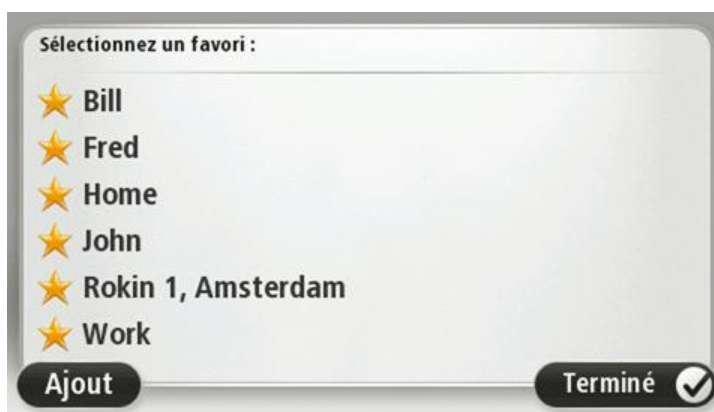 Sélectionnez un favori :
Bill
Fred
Home
John
Rokin 1, Amsterdam
Work
Ajout
Terminé